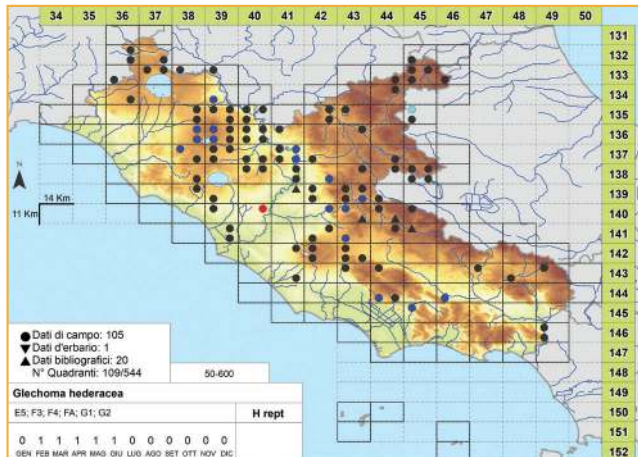 34 35 36 37 38 39 40 41 42 43 44 45 46 47 48 49 50
131
132
133
134
135
136
137
138
139
140
141
142
143
144
145
146
147
148
149
150
151
152
N
14 Km
11 Km
Dati di campo: 105
Dati d'erbario: 1
Dati bibliografici: 20
N° Quadranti: 109/544
50-600
Glechoma hederacea
E5; F3; F4; FA; G1; G2
H rept
0 1 1 1 1 1 0 0 0 0 0 0
GEN FEB MAR APR MAG GIU LUG AGO SET OTT NOV DIC